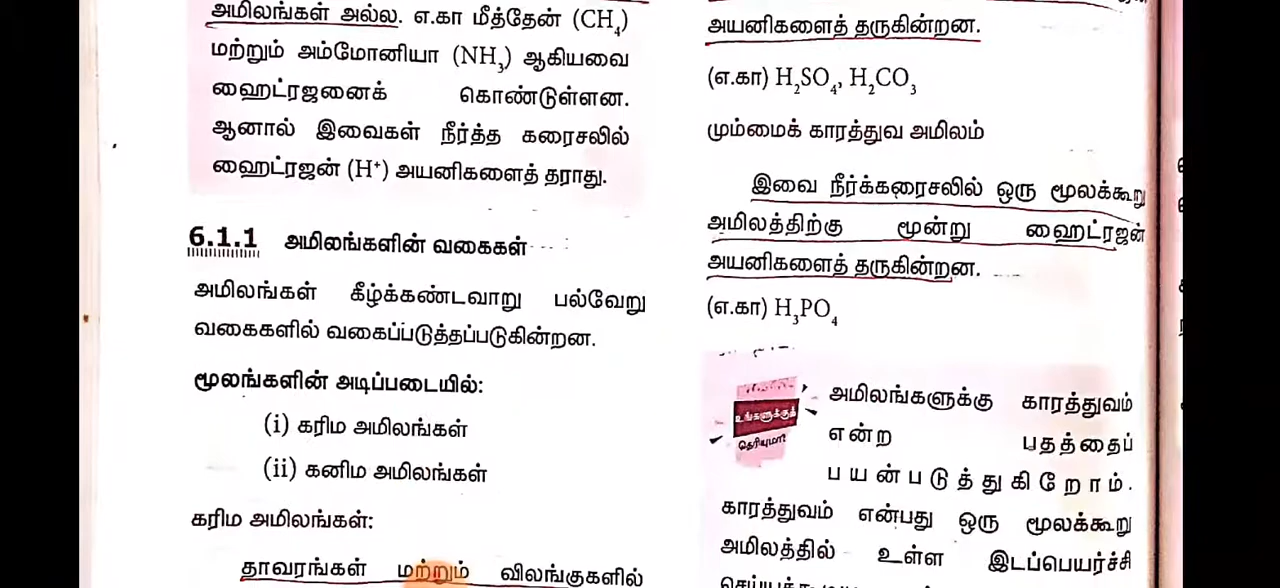 அமிலங்கள் அல்ல. எ.கா மீத்தேன் (CH₄)
மற்றும் அம்மோனியா (NH₃) ஆகியவை
ஹைட்ரஜனைக் கொண்டுள்ளன.
ஆனால் இவைகள் நீர்த்த கரைசலில்
ஹைட்ரஜன் (H⁺) அயனிகளைத் தராது.
6.1.1 அமிலங்களின் வகைகள்
அமிலங்கள் கீழ்க்கண்டவாறு பல்வேறு
வகைகளில் வகைப்படுத்தப்படுகின்றன.
மூலங்களின் அடிப்படையில்:
(i) கரிம அமிலங்கள்
(ii) கனிம அமிலங்கள்
கரிம அமிலங்கள்:
தாவரங்கள் மற்றும் விலங்குகளில்
அயனிகளைத் தருகின்றன.
(எ.கா) H₂SO₄, H₂CO₃
மும்மைக் காரத்துவ அமிலம்
இவை நீர்க்கரைசலில் ஒரு மூலக்கூறு
அமிலத்திற்கு மூன்று ஹைட்ரஜன்
அயனிகளைத் தருகின்றன.
(எ.கா) H₃PO₄
உங்களுக்குத்
தெரியுமா?
அமிலங்களுக்கு காரத்துவம்
என்ற பதத்தைப்
பயன்படுத்துகிறோம்.
காரத்துவம் என்பது ஒரு மூலக்கூறு
அமிலத்தில் உள்ள இடப்பெயர்ச்சி